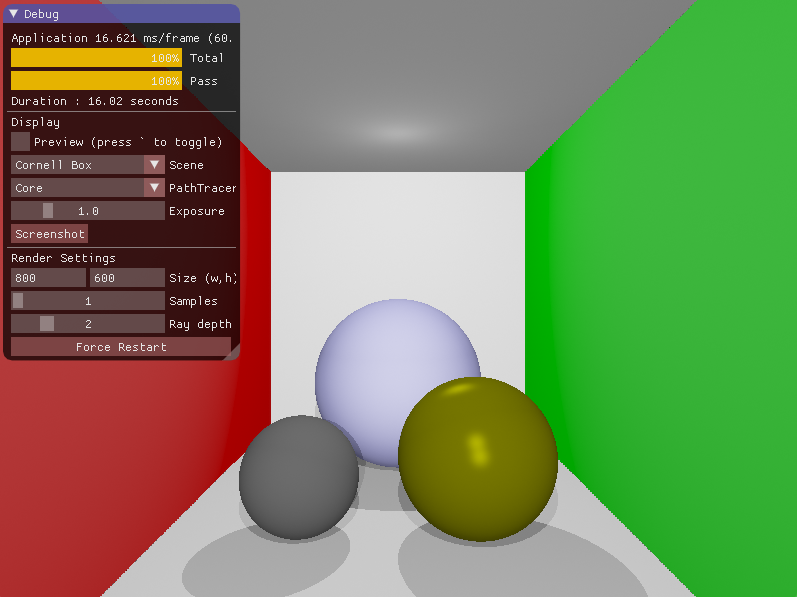 Debug
Application 16.621 ms/frame (60.
100% Total
100% Pass
Duration : 16.02 seconds
Display
Preview (press ` to toggle)
Cornell Box Scene
Core PathTracer
1.0 Exposure
Screenshot
Render Settings
800 600 Size (w,h)
1 Samples
2 Ray depth
Force Restart